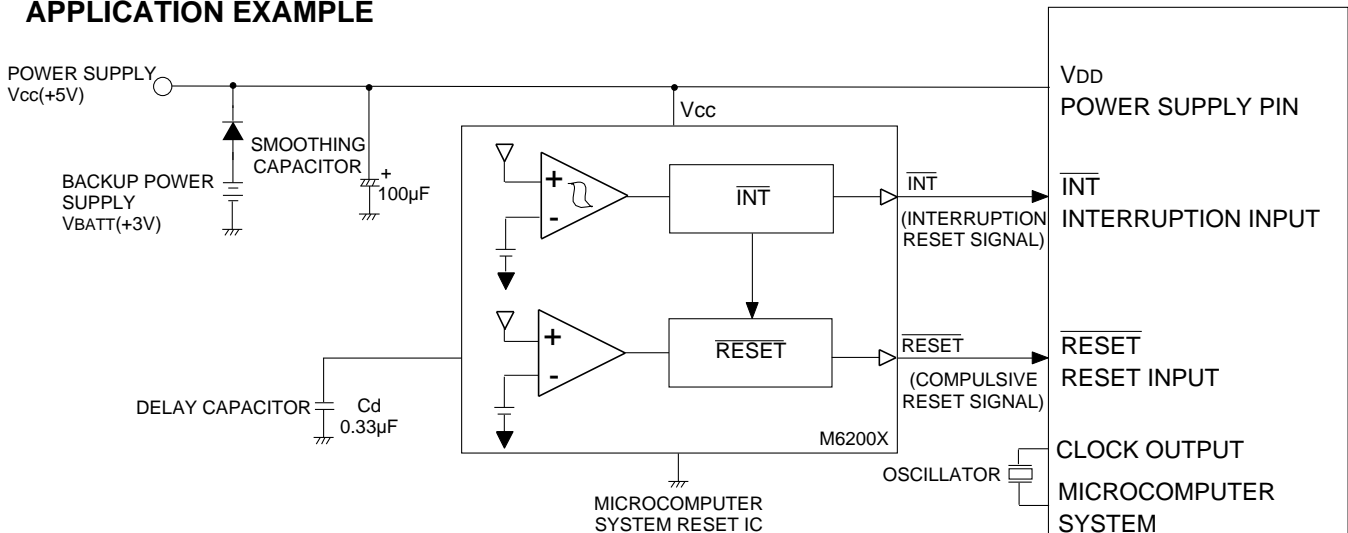 APPLICATION EXAMPLE
POWER SUPPLY
Vcc(+5V)
SMOOTHING
CAPACITOR
+
100μF
BACKUP POWER
SUPPLY
VBATT(+3V)
Vcc
+
-
INT
INT
(INTERRUPTION
RESET SIGNAL)
+
-
RESET
RESET
(COMPULSIVE
RESET SIGNAL)
M6200X
DELAY CAPACITOR
Cd
0.33μF
MICROCOMPUTER
SYSTEM RESET IC
VDD
POWER SUPPLY PIN
INT
INTERRUPTION INPUT
RESET
RESET INPUT
OSCILLATOR
CLOCK OUTPUT
MICROCOMPUTER
SYSTEM